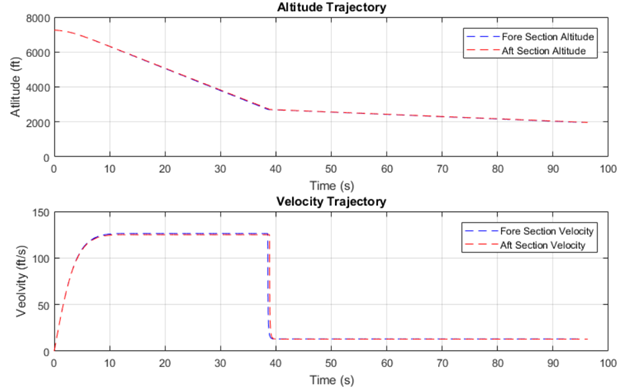 Altitude Trajectory
8000
6000
4000
2000
0
Atlitude (ft)
Fore Section Altitude
Aft Section Altitude
0 10 20 30 40 50 60 70 80 90 100
Time (s)
Velocity Trajectory
150
100
50
0
Veolvity (ft/s)
Fore Section Velocity
Aft Section Velocity
0 10 20 30 40 50 60 70 80 90 100
Time (s)